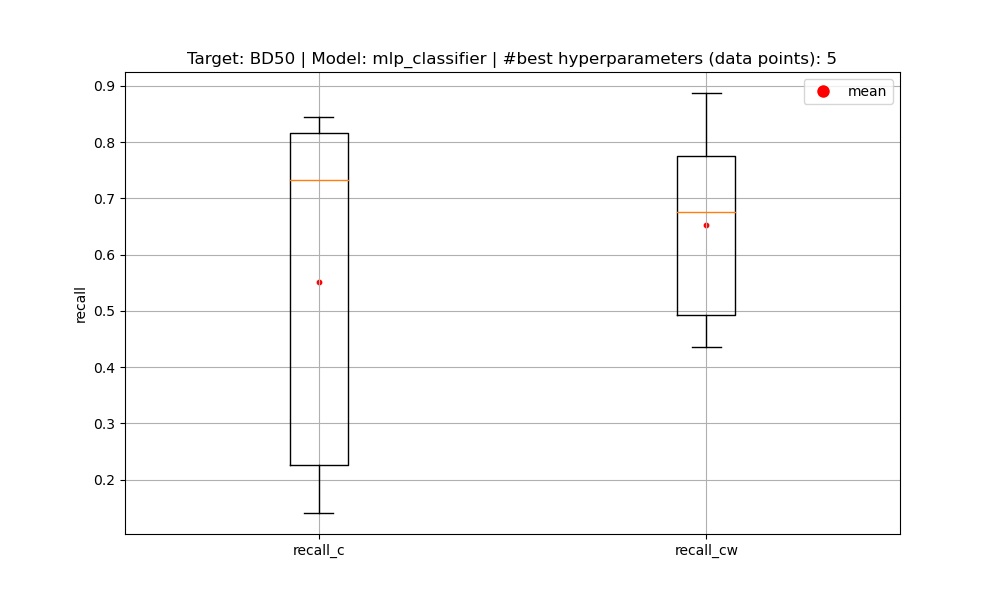 Target: BD50 | Model: mlp_classifier | #best hyperparameters (data points): 5
mean
0.9
0.8
0.7
0.6
0.5
0.4
0.3
0.2
recall
recall_c
recall_cw